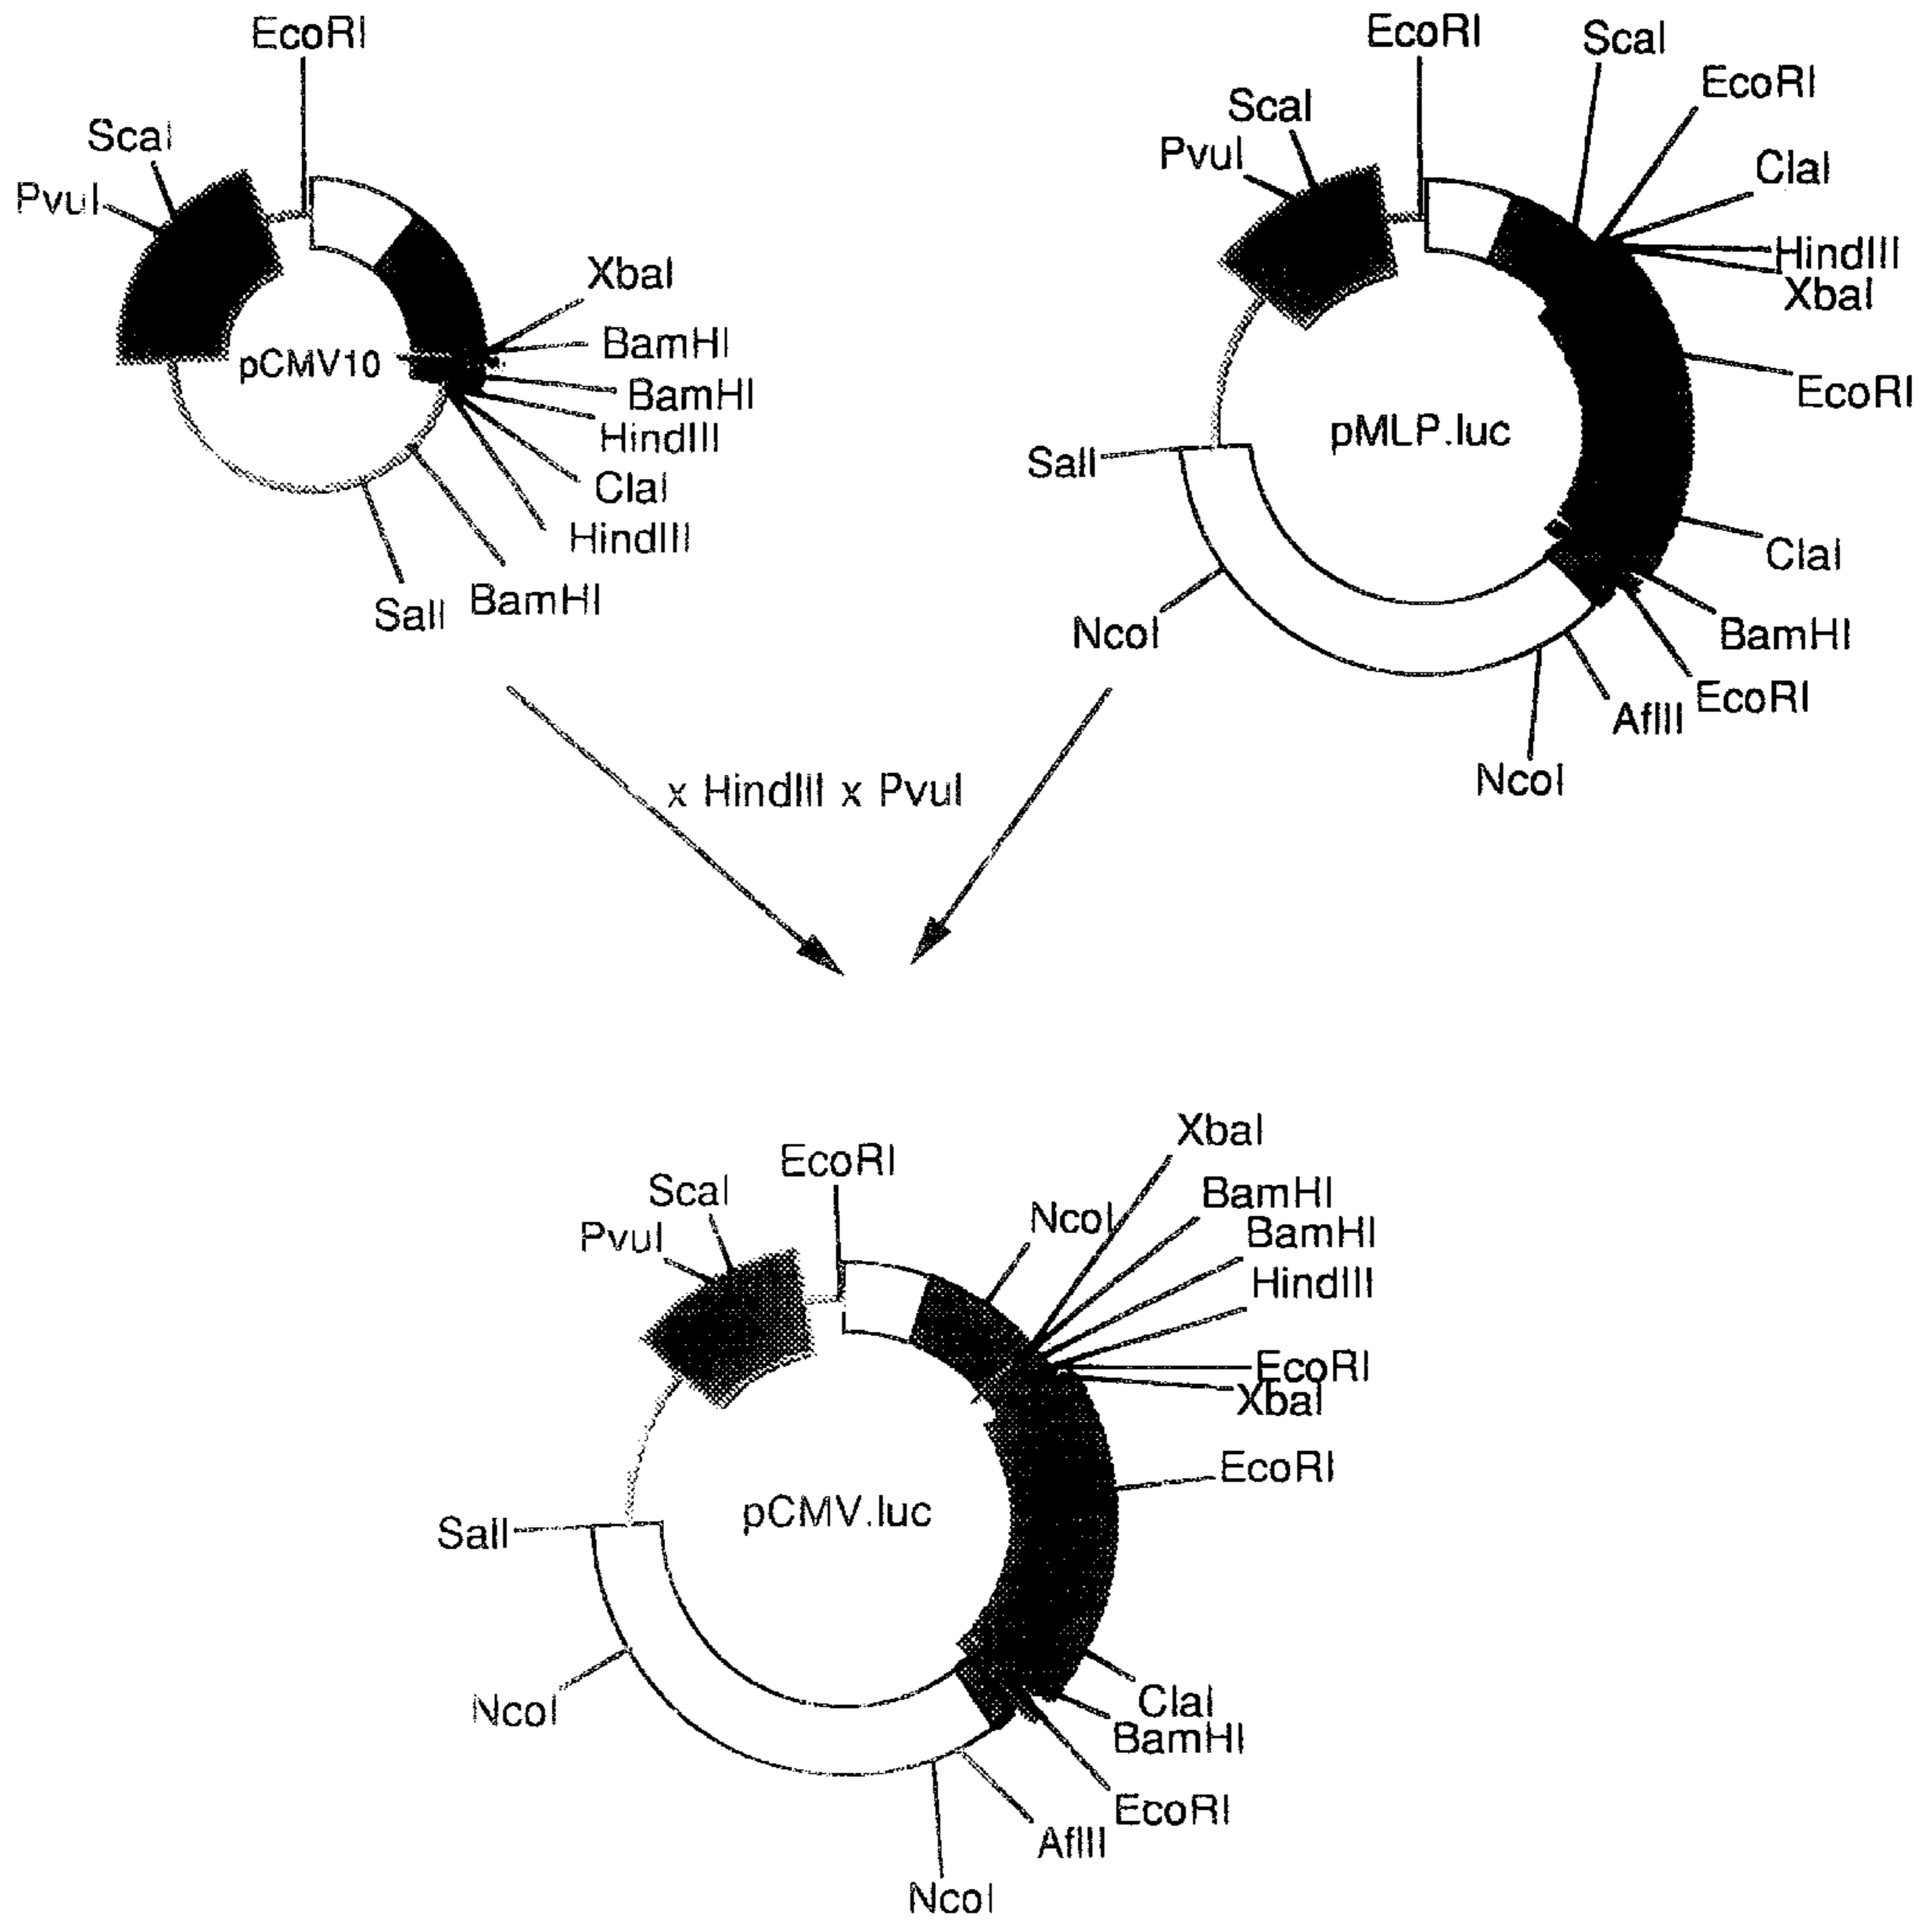 EcoRI
ScaI
PvuI
XbaI
BamHI
BamHI
HindIII
ClaI
HindIII
BamHI
SalI
pCMV10
EcoRI
ScaI
EcoRI
ScaI
PvuI
ClaI
HindIII
XbaI
EcoRI
pMLP.luc
SalI
ClaI
BamHI
EcoRI
AflII
NcoI
NcoI
x HindIII x PvuI
XbaI
EcoRI
ScaI
BamHI
NcoI
BamHI
PvuI
HindIII
EcoRI
XbaI
EcoRI
pCMV.luc
SalI
NcoI
ClaI
BamHI
EcoRI
AflII
NcoI